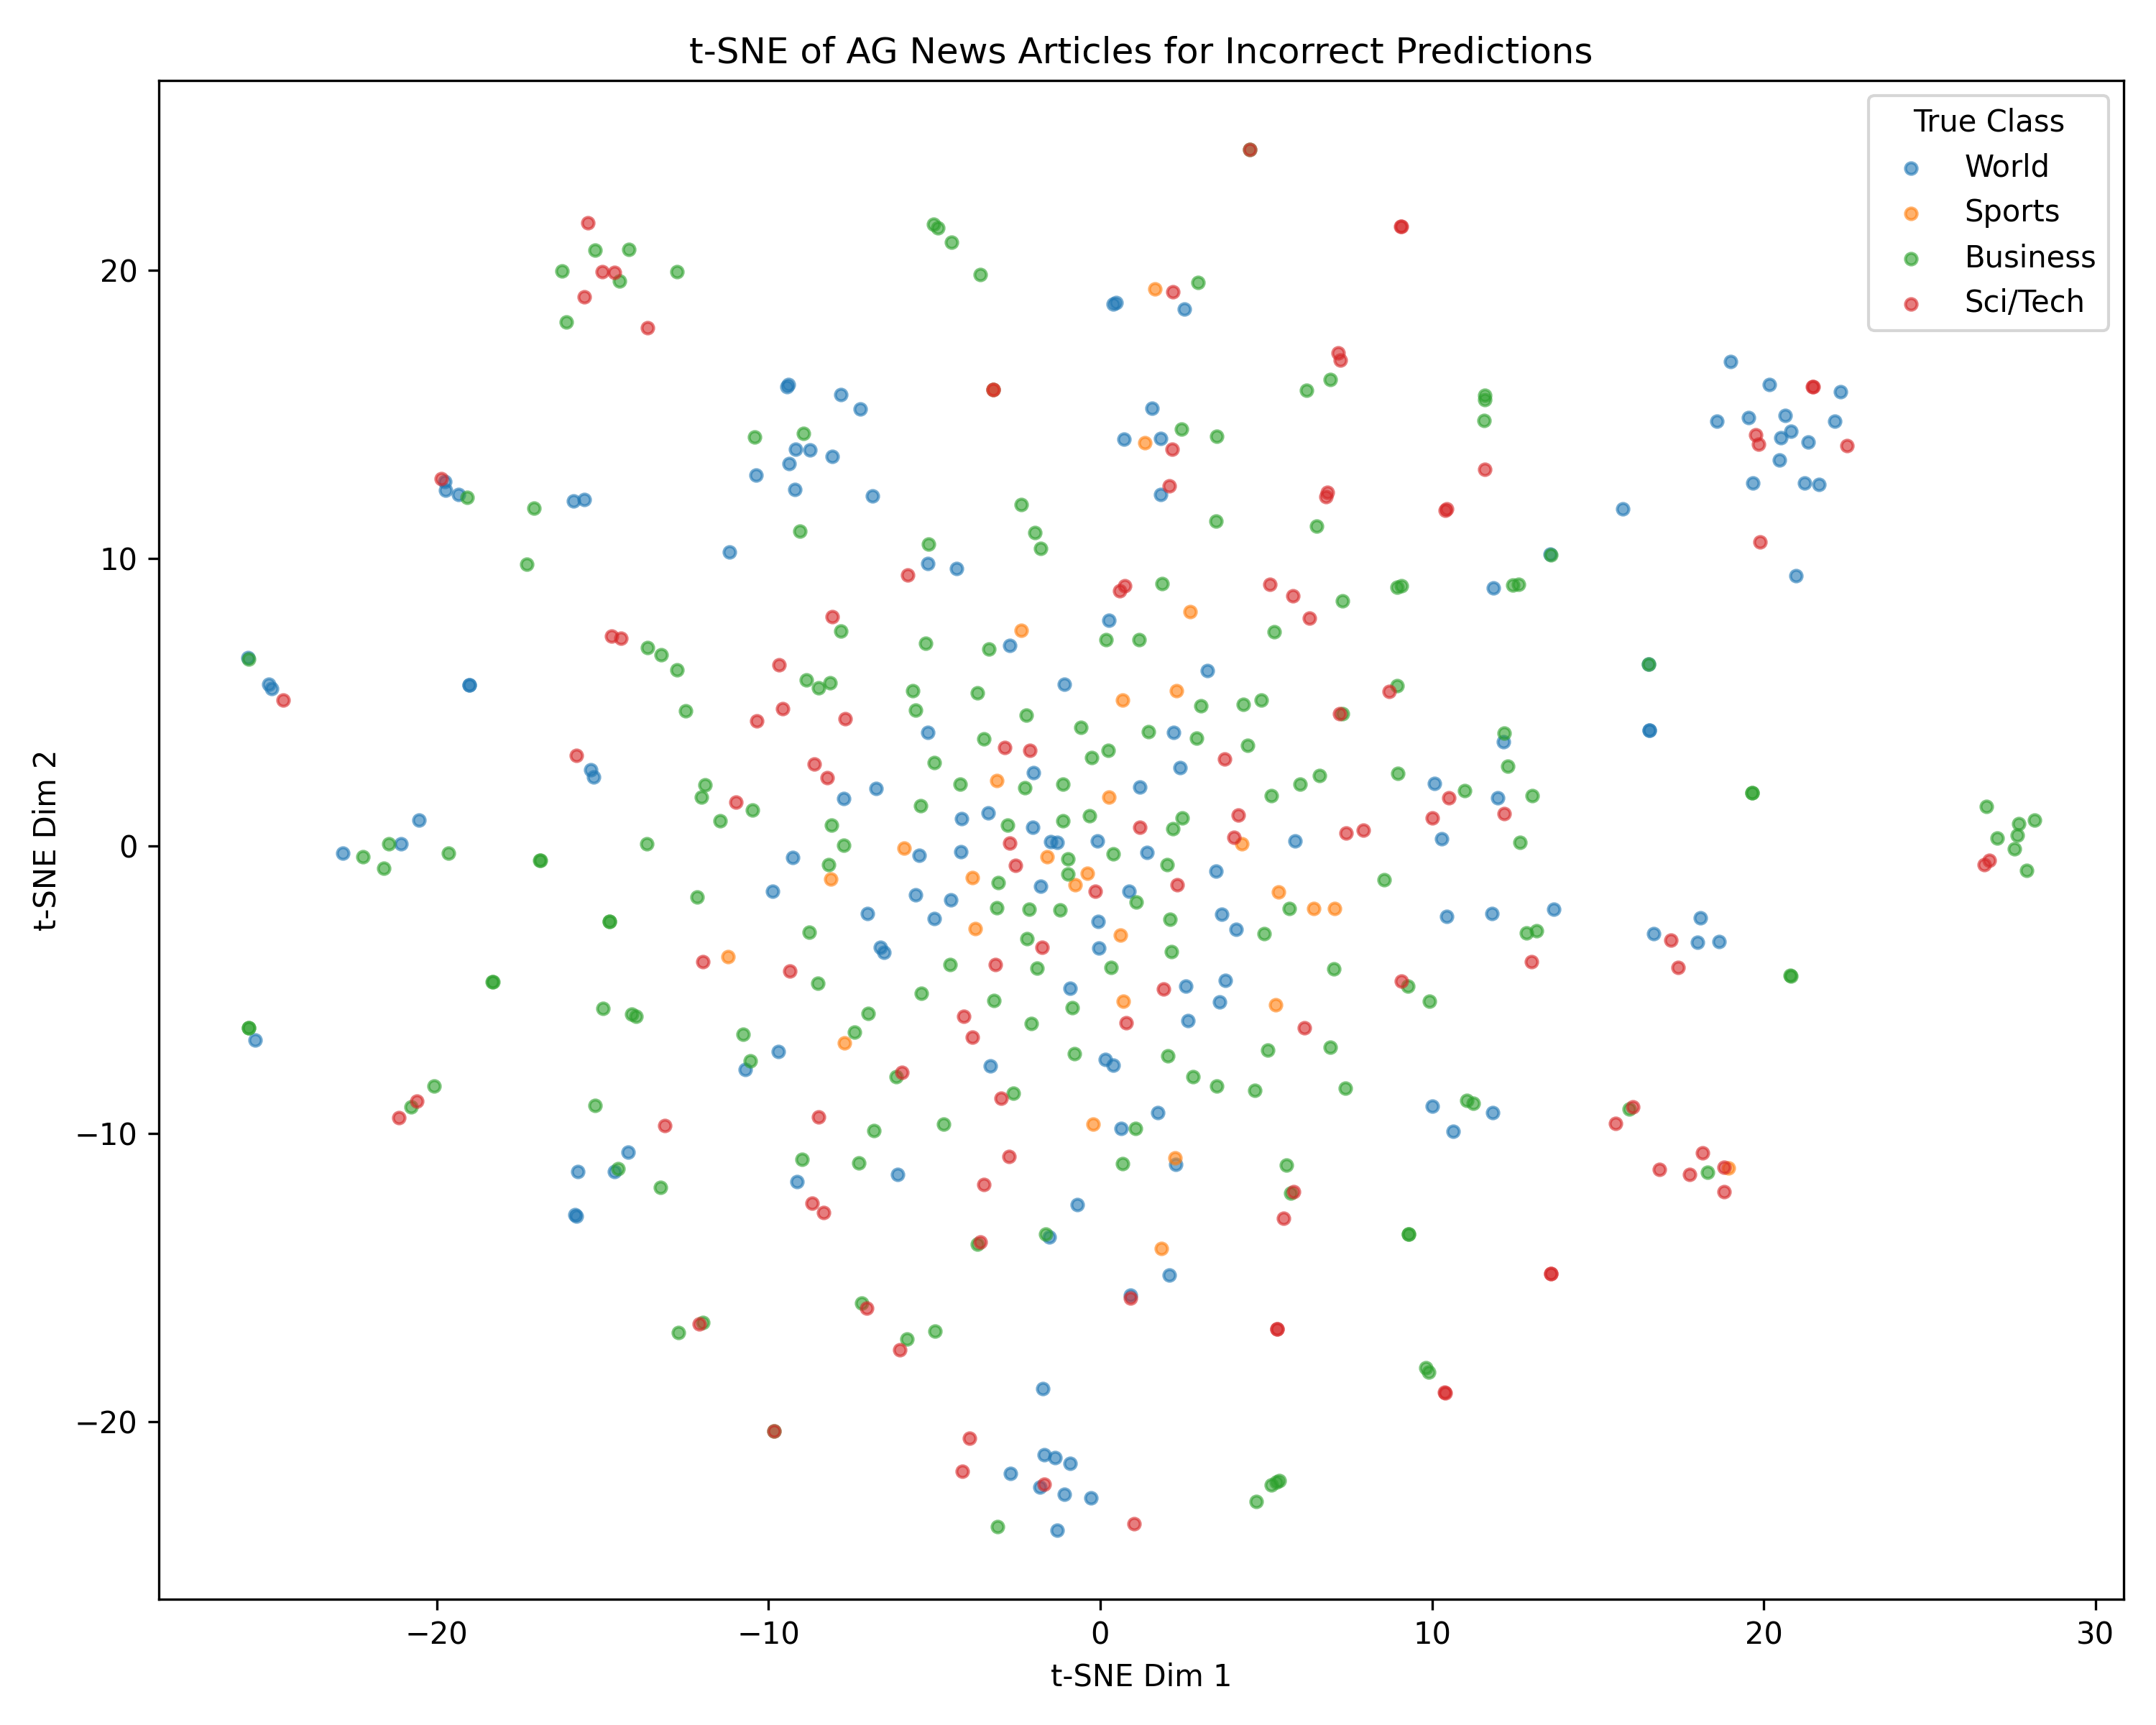 t-SNE of AG News Articles for Incorrect Predictions
True Class
World
Sports
Business
Sci/Tech
20
10
0
−10
−20
t-SNE Dim 2
−20
−10
0
10
20
30
t-SNE Dim 1